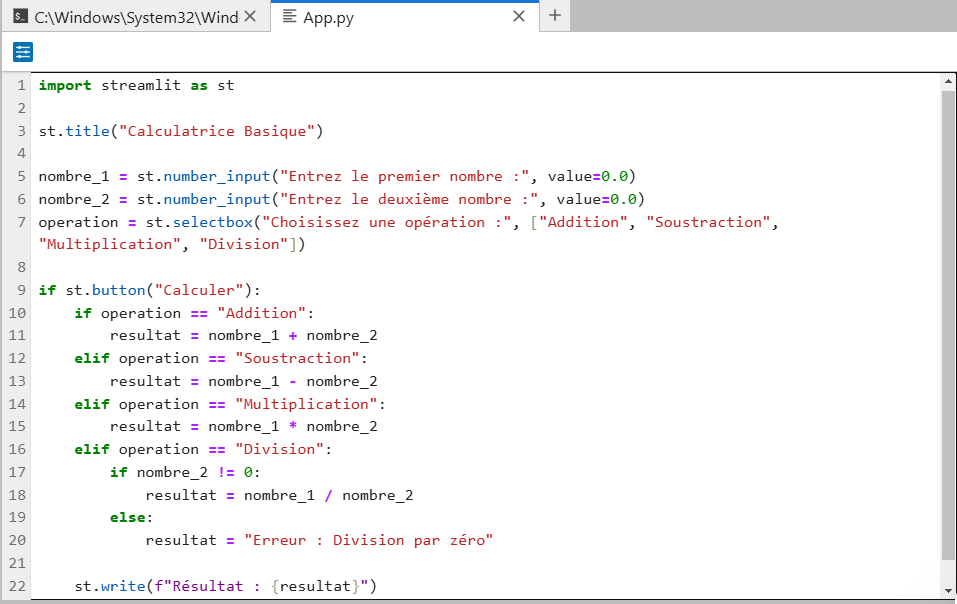 C:\Windows\System32\Wind
App.py
1 import streamlit as st
2
3 st.title("Calculatrice Basique")
4
5 nombre_1 = st.number_input("Entrez le premier nombre :", value=0.0)
6 nombre_2 = st.number_input("Entrez le deuxième nombre :", value=0.0)
7 operation = st.selectbox("Choisissez une opération :", ["Addition", "Soustraction",
"Multiplication", "Division"])
8
9 if st.button("Calculer"):
10     if operation == "Addition":
11         resultat = nombre_1 + nombre_2
12     elif operation == "Soustraction":
13         resultat = nombre_1 - nombre_2
14     elif operation == "Multiplication":
15         resultat = nombre_1 * nombre_2
16     elif operation == "Division":
17         if nombre_2 != 0:
18             resultat = nombre_1 / nombre_2
19         else:
20             resultat = "Erreur : Division par zéro"
21
22     st.write(f"Résultat : {resultat}")